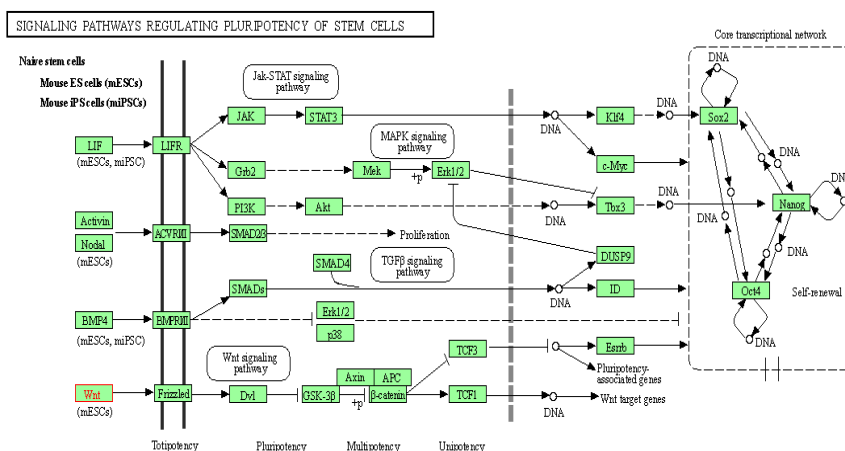 SIGNALING PATHWAYS REGULATING PLURIPOTENCY OF STEM CELLS
Core transcriptional network
Naive stem cells
Mouse ES cells (mESCs)
Mouse iPS cells (miPSCs)
Jak-STAT signaling
pathway
DNA
JAK
STAT3
DNA
Klf4
DNA
Sox2
LIF
(mESCs, miPSC)
LIFR
MAPK signaling
pathway
DNA
Grb2
Mek
+p
Erk1/2
c-Myc
PI3K
Akt
DNA
Tbx3
DNA
Nanog
DN
DNA
Activin
Nodal
(mESCs)
ACVRI/II
SMAD2/3
Proliferation
DNA
SMAD4
TGFβ signaling
pathway
DUSP9
SMADs
DNA
ID
Oct4
Self-renewal
BMP4
(mESCs, miPSC)
BMPRI/II
Erk1/2
p38
DNA
Wnt signaling
pathway
TCF3
Esrrb
Pluripotency-
associated genes
Axin
APC
Wnt
(mESCs)
Frizzled
Dvl
GSK-3β
+p
β-catenin
TCF1
DNA
Wnt target genes
Totipotency
Pluripotency
Multipotency
Unipotency